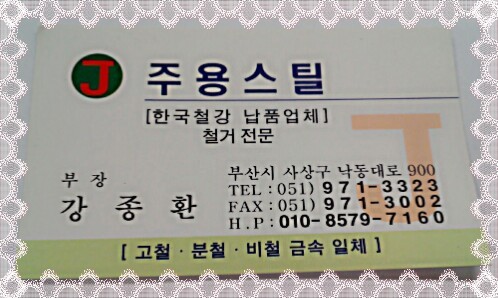 J 주용스틸
[한국철강 납품업체]
철거 전문
부산시 사상구 낙동대로 900
부 장
TEL : 051) 971-3323
강 종 환
FAX : 051) 971-3002
H . P : 010-8579-7160
[ 고철 · 분철 · 비철 금속 일체 ]